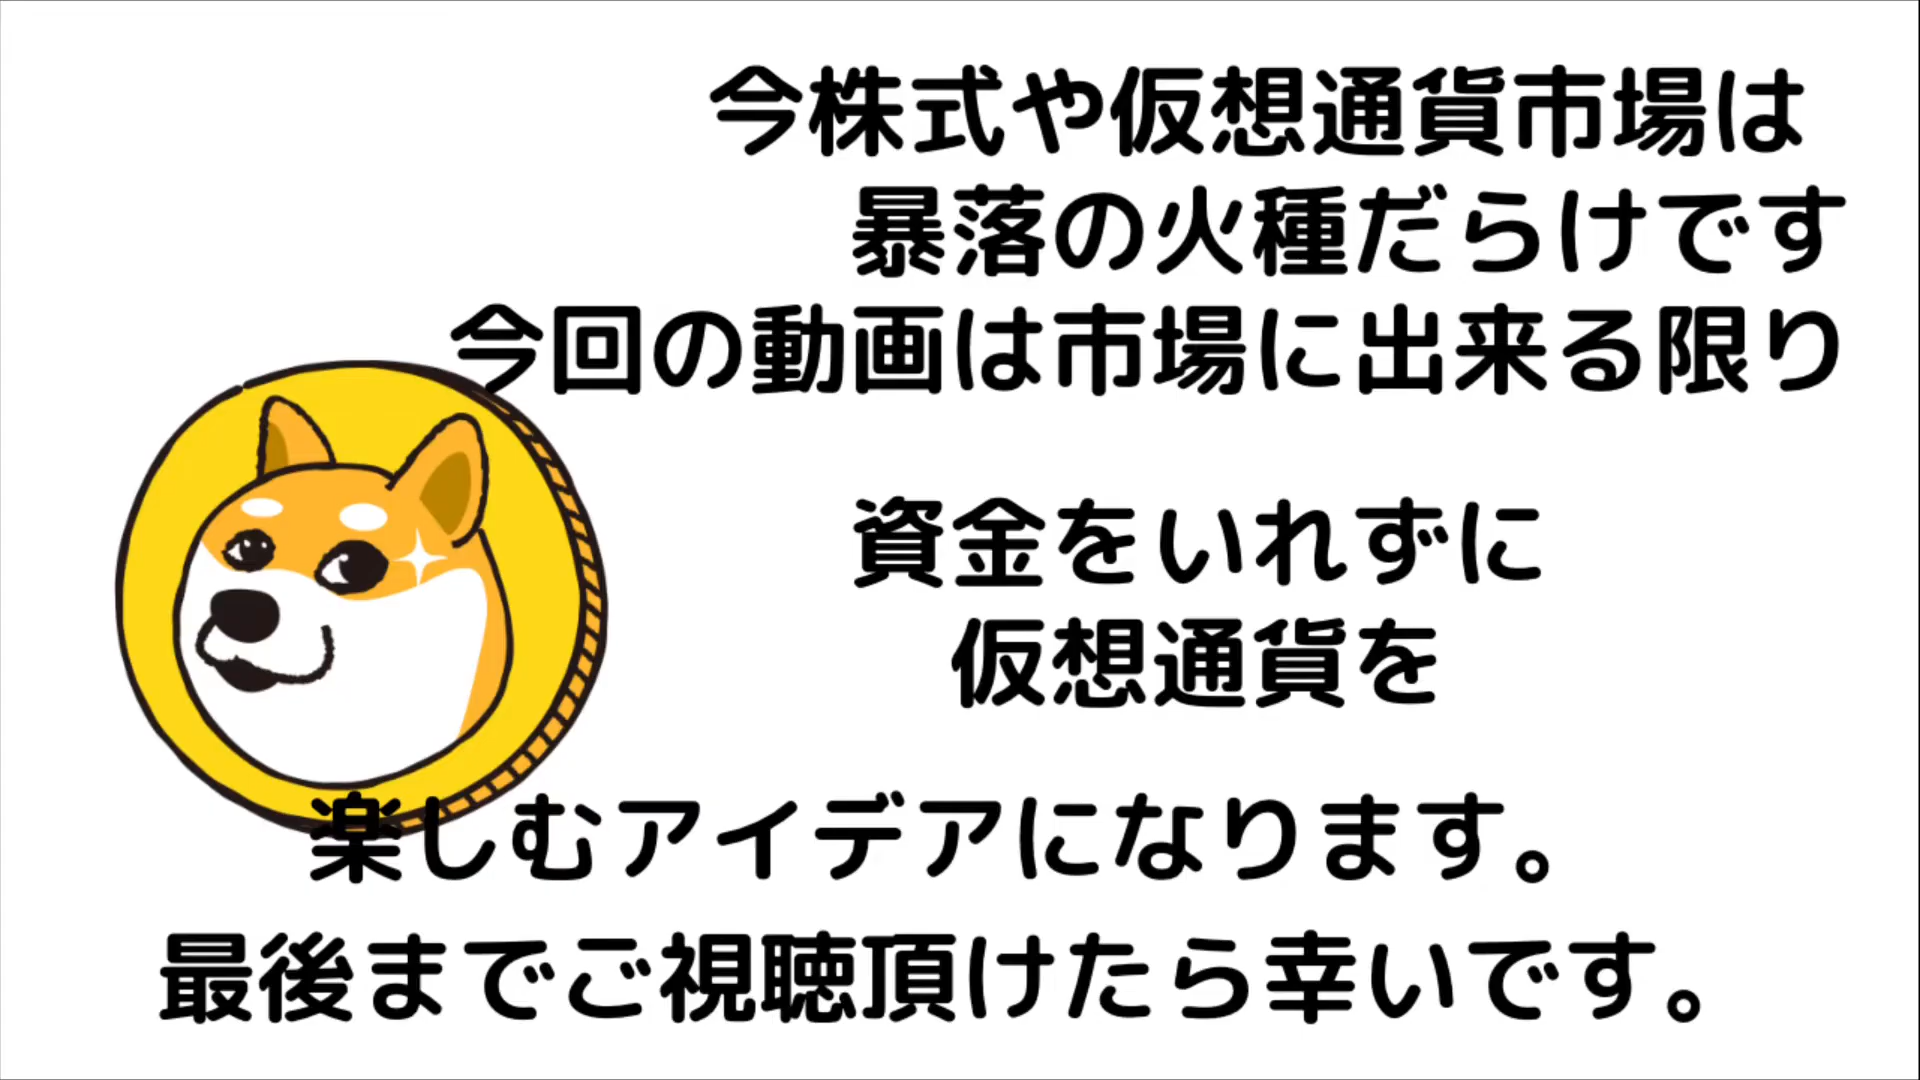 今株式や仮想通貨市場は
暴落の火種だらけです
今回の動画は市場に出来る限り
資金をいれずに
仮想通貨を
楽しむアイデアになります。
最後までご視聴頂けたら幸いです。